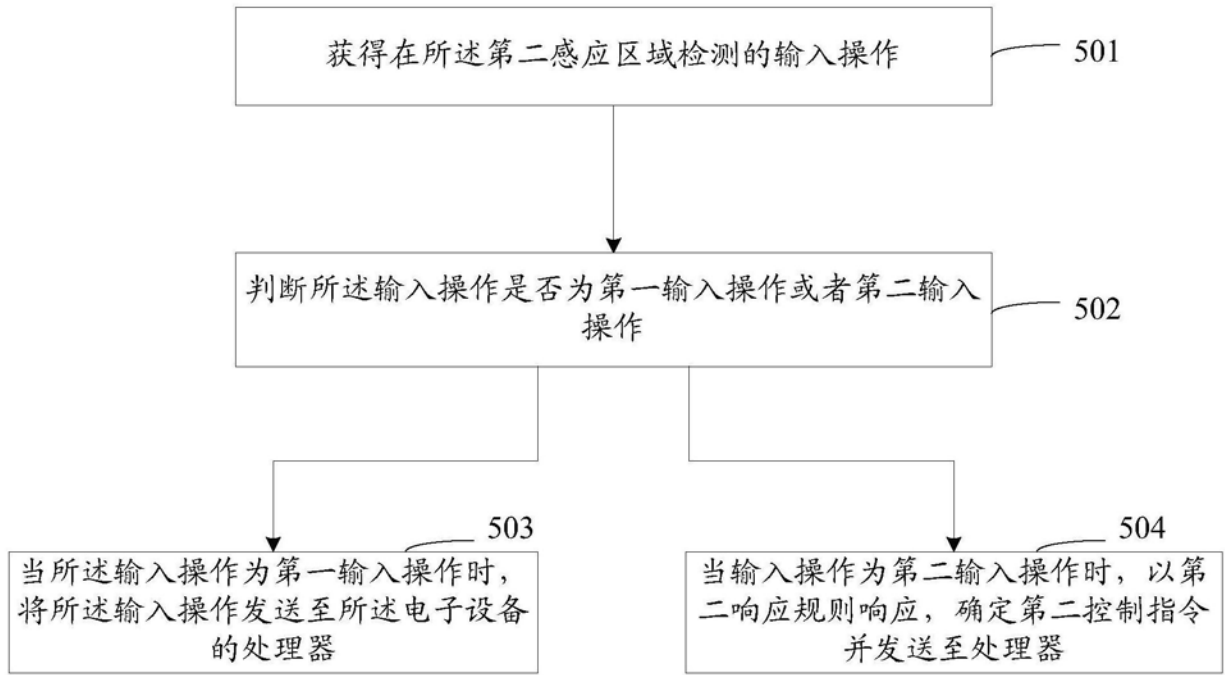 获得在所述第二感应区域检测的输入操作
501
判断所述输入操作是否为第一输入操作或者第二输入
操作
502
503
当所述输入操作为第一输入操作时,
将所述输入操作发送至所述电子设备
的处理器
504
当输入操作为第二输入操作时,以第
二响应规则响应,确定第二控制指令
并发送至处理器